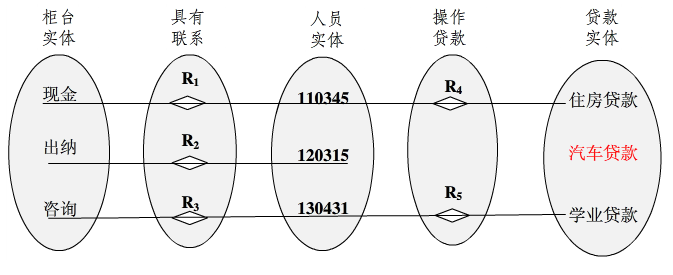 柜台 具有 人员 操作 贷款
实体 联系 实体 贷款 实体
R1 R4
现金 110345 住房贷款
R2
出纳 120315 汽车贷款
R3 R5
咨询 130431 学业贷款